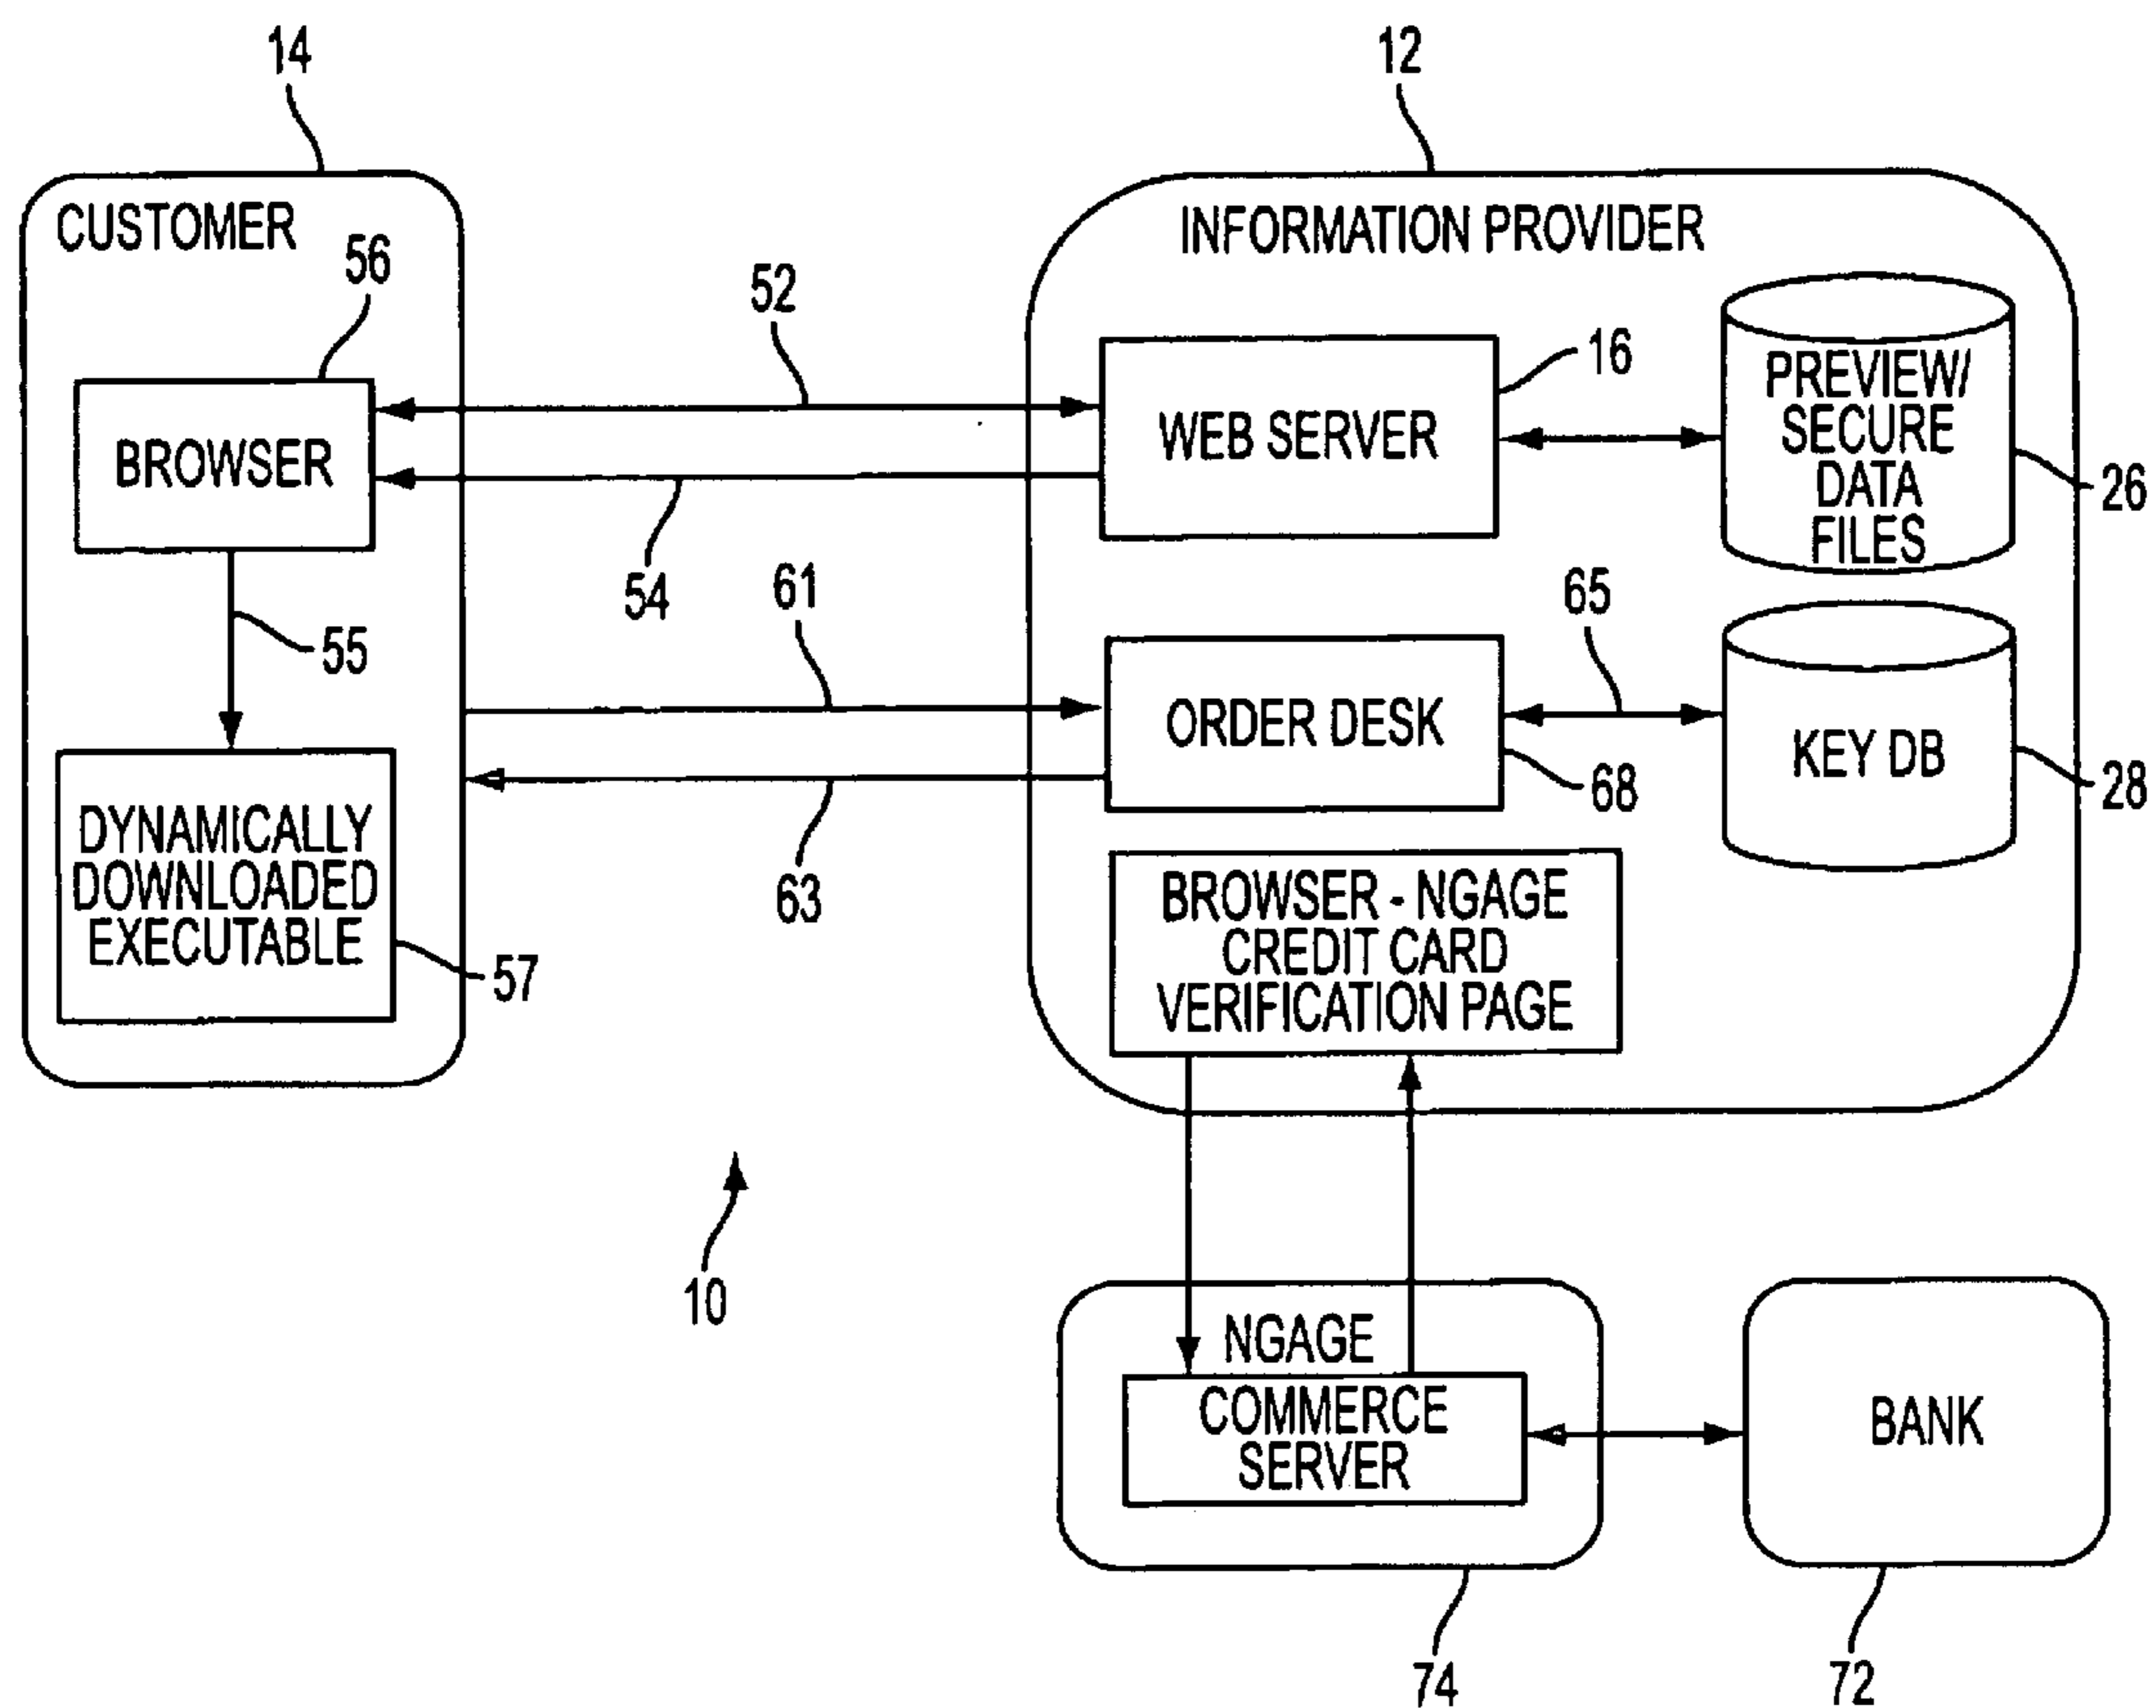 14
12
CUSTOMER
INFORMATION PROVIDER
56
52
16
BROWSER
WEB SERVER
PREVIEW/
SECURE
DATA
FILES
26
54
55
61
65
ORDER DESK
KEY DB
68
28
63
DYNAMICALLY
DOWNLOADED
EXECUTABLE
57
BROWSER - NGAGE
CREDIT CARD
VERIFICATION PAGE
10
NGAGE
COMMERCE
SERVER
BANK
74
72